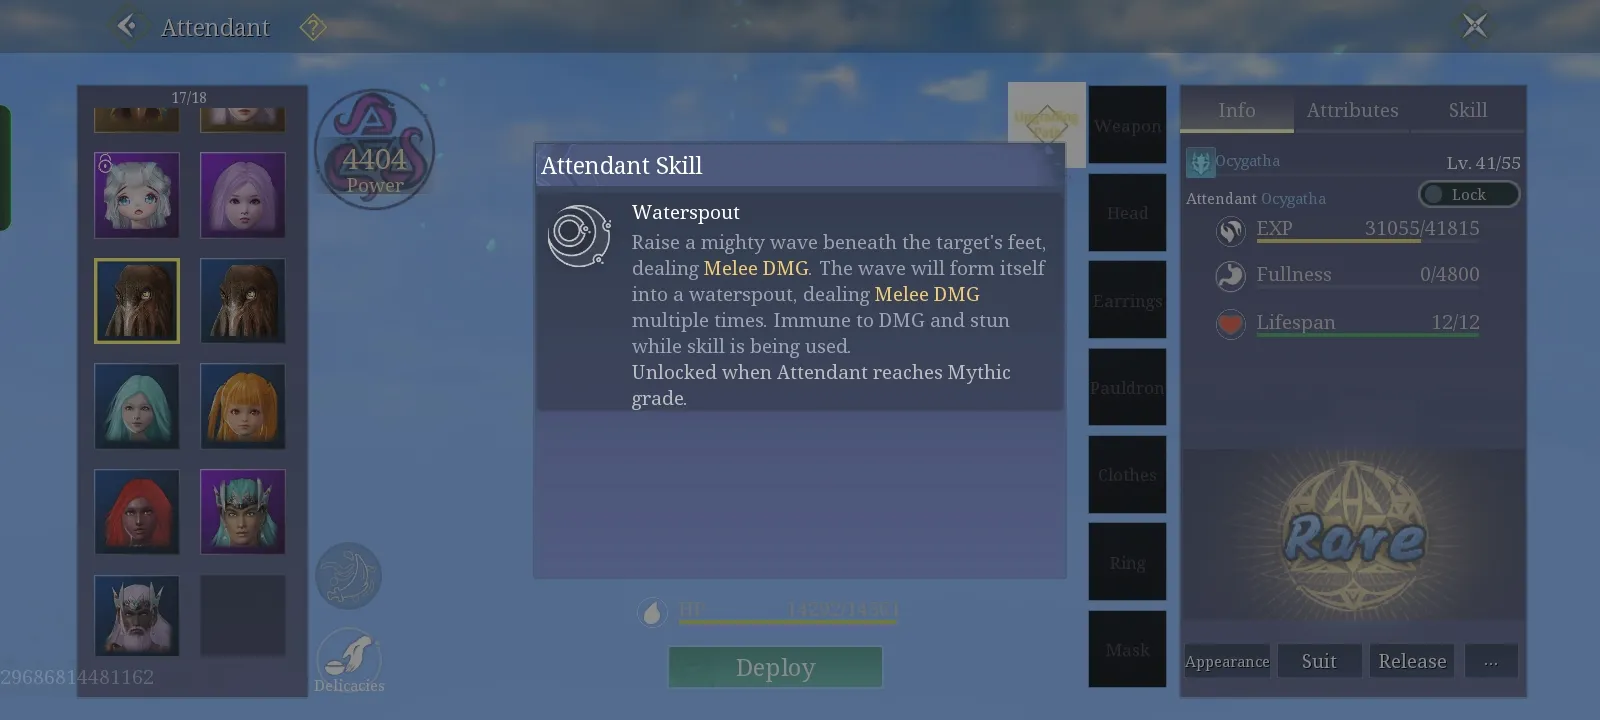 Attendant
?
17/18
4404
Power
Attendant Skill
Waterspout
Raise a mighty wave beneath the target's feet,
dealing Melee DMG. The wave will form itself
into a waterspout, dealing Melee DMG
multiple times. Immune to DMG and stun
while skill is being used.
Unlocked when Attendant reaches Mythic
grade.
HP
Deploy
Delicacies
29686814481162
Weapon
Head
Earrings
Pauldron
Clothes
Ring
Mask
Info Attributes Skill
Ocygatha Lv. 41/55
Attendant Ocygatha Lock
EXP 31055/41815
Fullness 0/4800
Lifespan 12/12
Rare
Appearance Suit Release ...